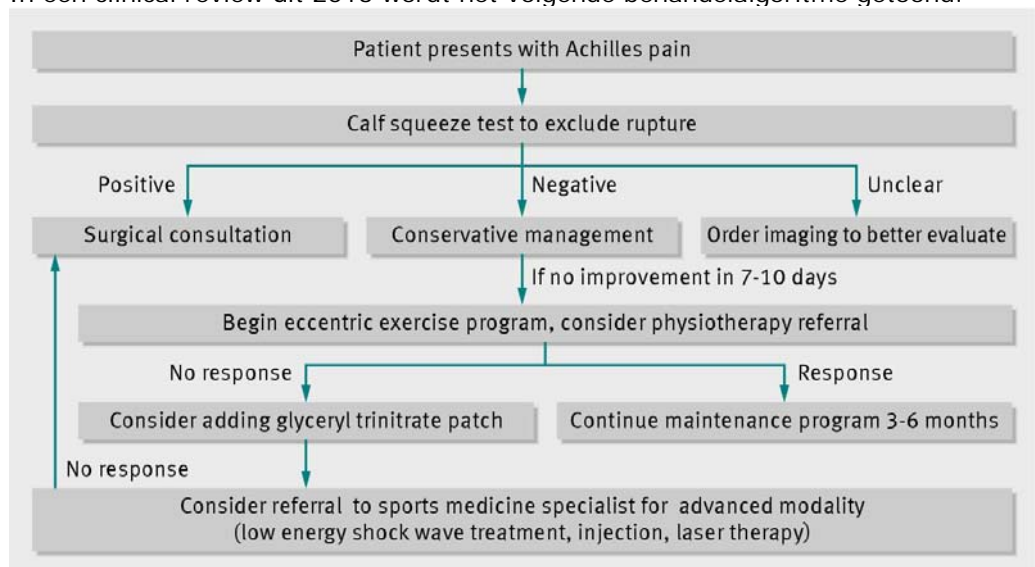 In een clinical review uit wordt het volgende behandelalgoritme getoond
Patient presents with Achilles pain
Calf squeeze test to exclude rupture
Positive
Negative
Unclear
Surgical consultation
Conservative management
Order imaging to better evaluate
If no improvement in 7-10 days
Begin eccentric exercise program, consider physiotherapy referral
No response
Response
Consider adding glyceryl trinitrate patch
Continue maintenance program 3-6 months
No response
Consider referral to sports medicine specialist for advanced modality
(low energy shock wave treatment, injection, laser therapy)